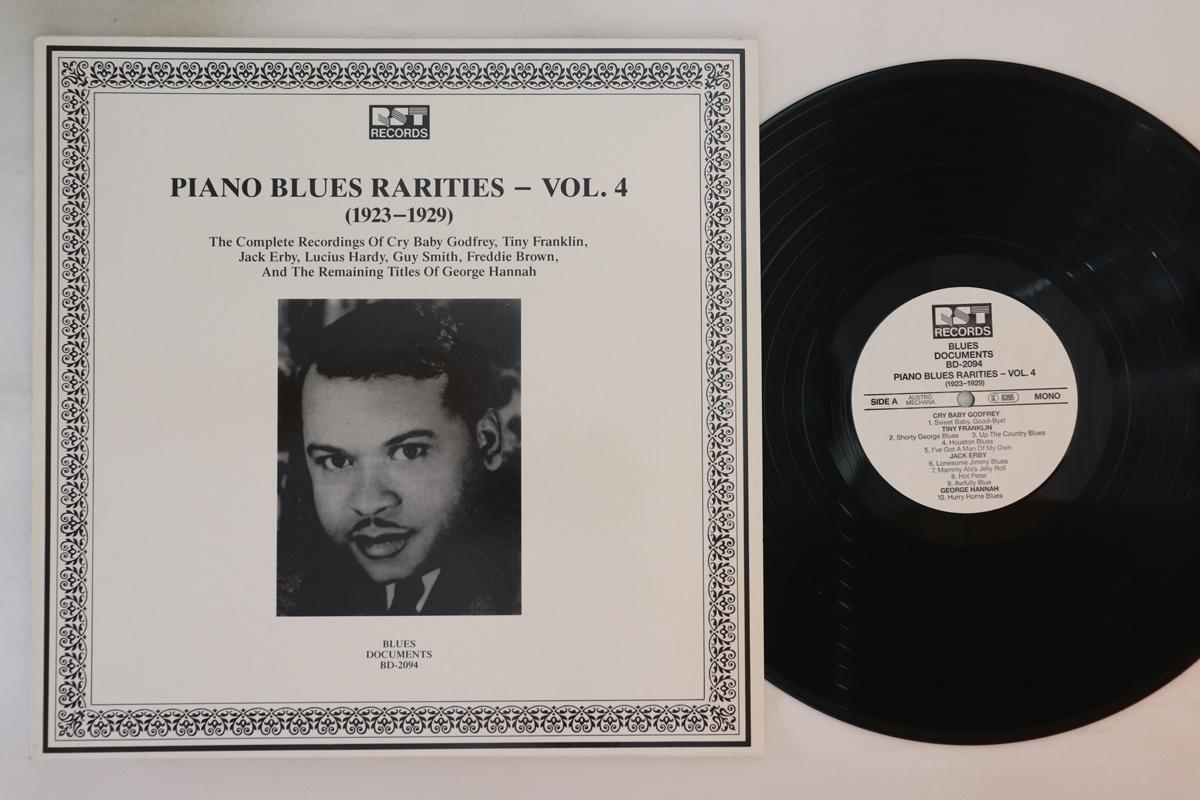 RST
RECORDS
PIANO BLUES RARITIES – VOL. 4
(1923–1929)
The Complete Recordings Of Cry Baby Godfrey, Tiny Franklin,
Jack Erby, Lucius Hardy, Guy Smith, Freddie Brown,
And The Remaining Titles Of George Hannah
BLUES
DOCUMENTS
BD-2094
RST
RECORDS
BLUES
DOCUMENTS
BD-2094
PIANO BLUES RARITIES – VOL. 4
(1923–1929)
SIDE A AUSTRO MECHANA LC 8395 MONO
CRY BABY GODFREY
1. Sweet Baby, Good-Bye!
TINY FRANKLIN
2. Shorty George Blues 3. Up The Country Blues
4. Houston Blues
5. I've Got A Man Of My Own
JACK ERBY
6. Lonesome Jimmy Blues
7. Mammy Ala's Jelly Roll
8. Hot Peter
9. Awfully Blue
GEORGE HANNAH
10. Hurry Home Blues